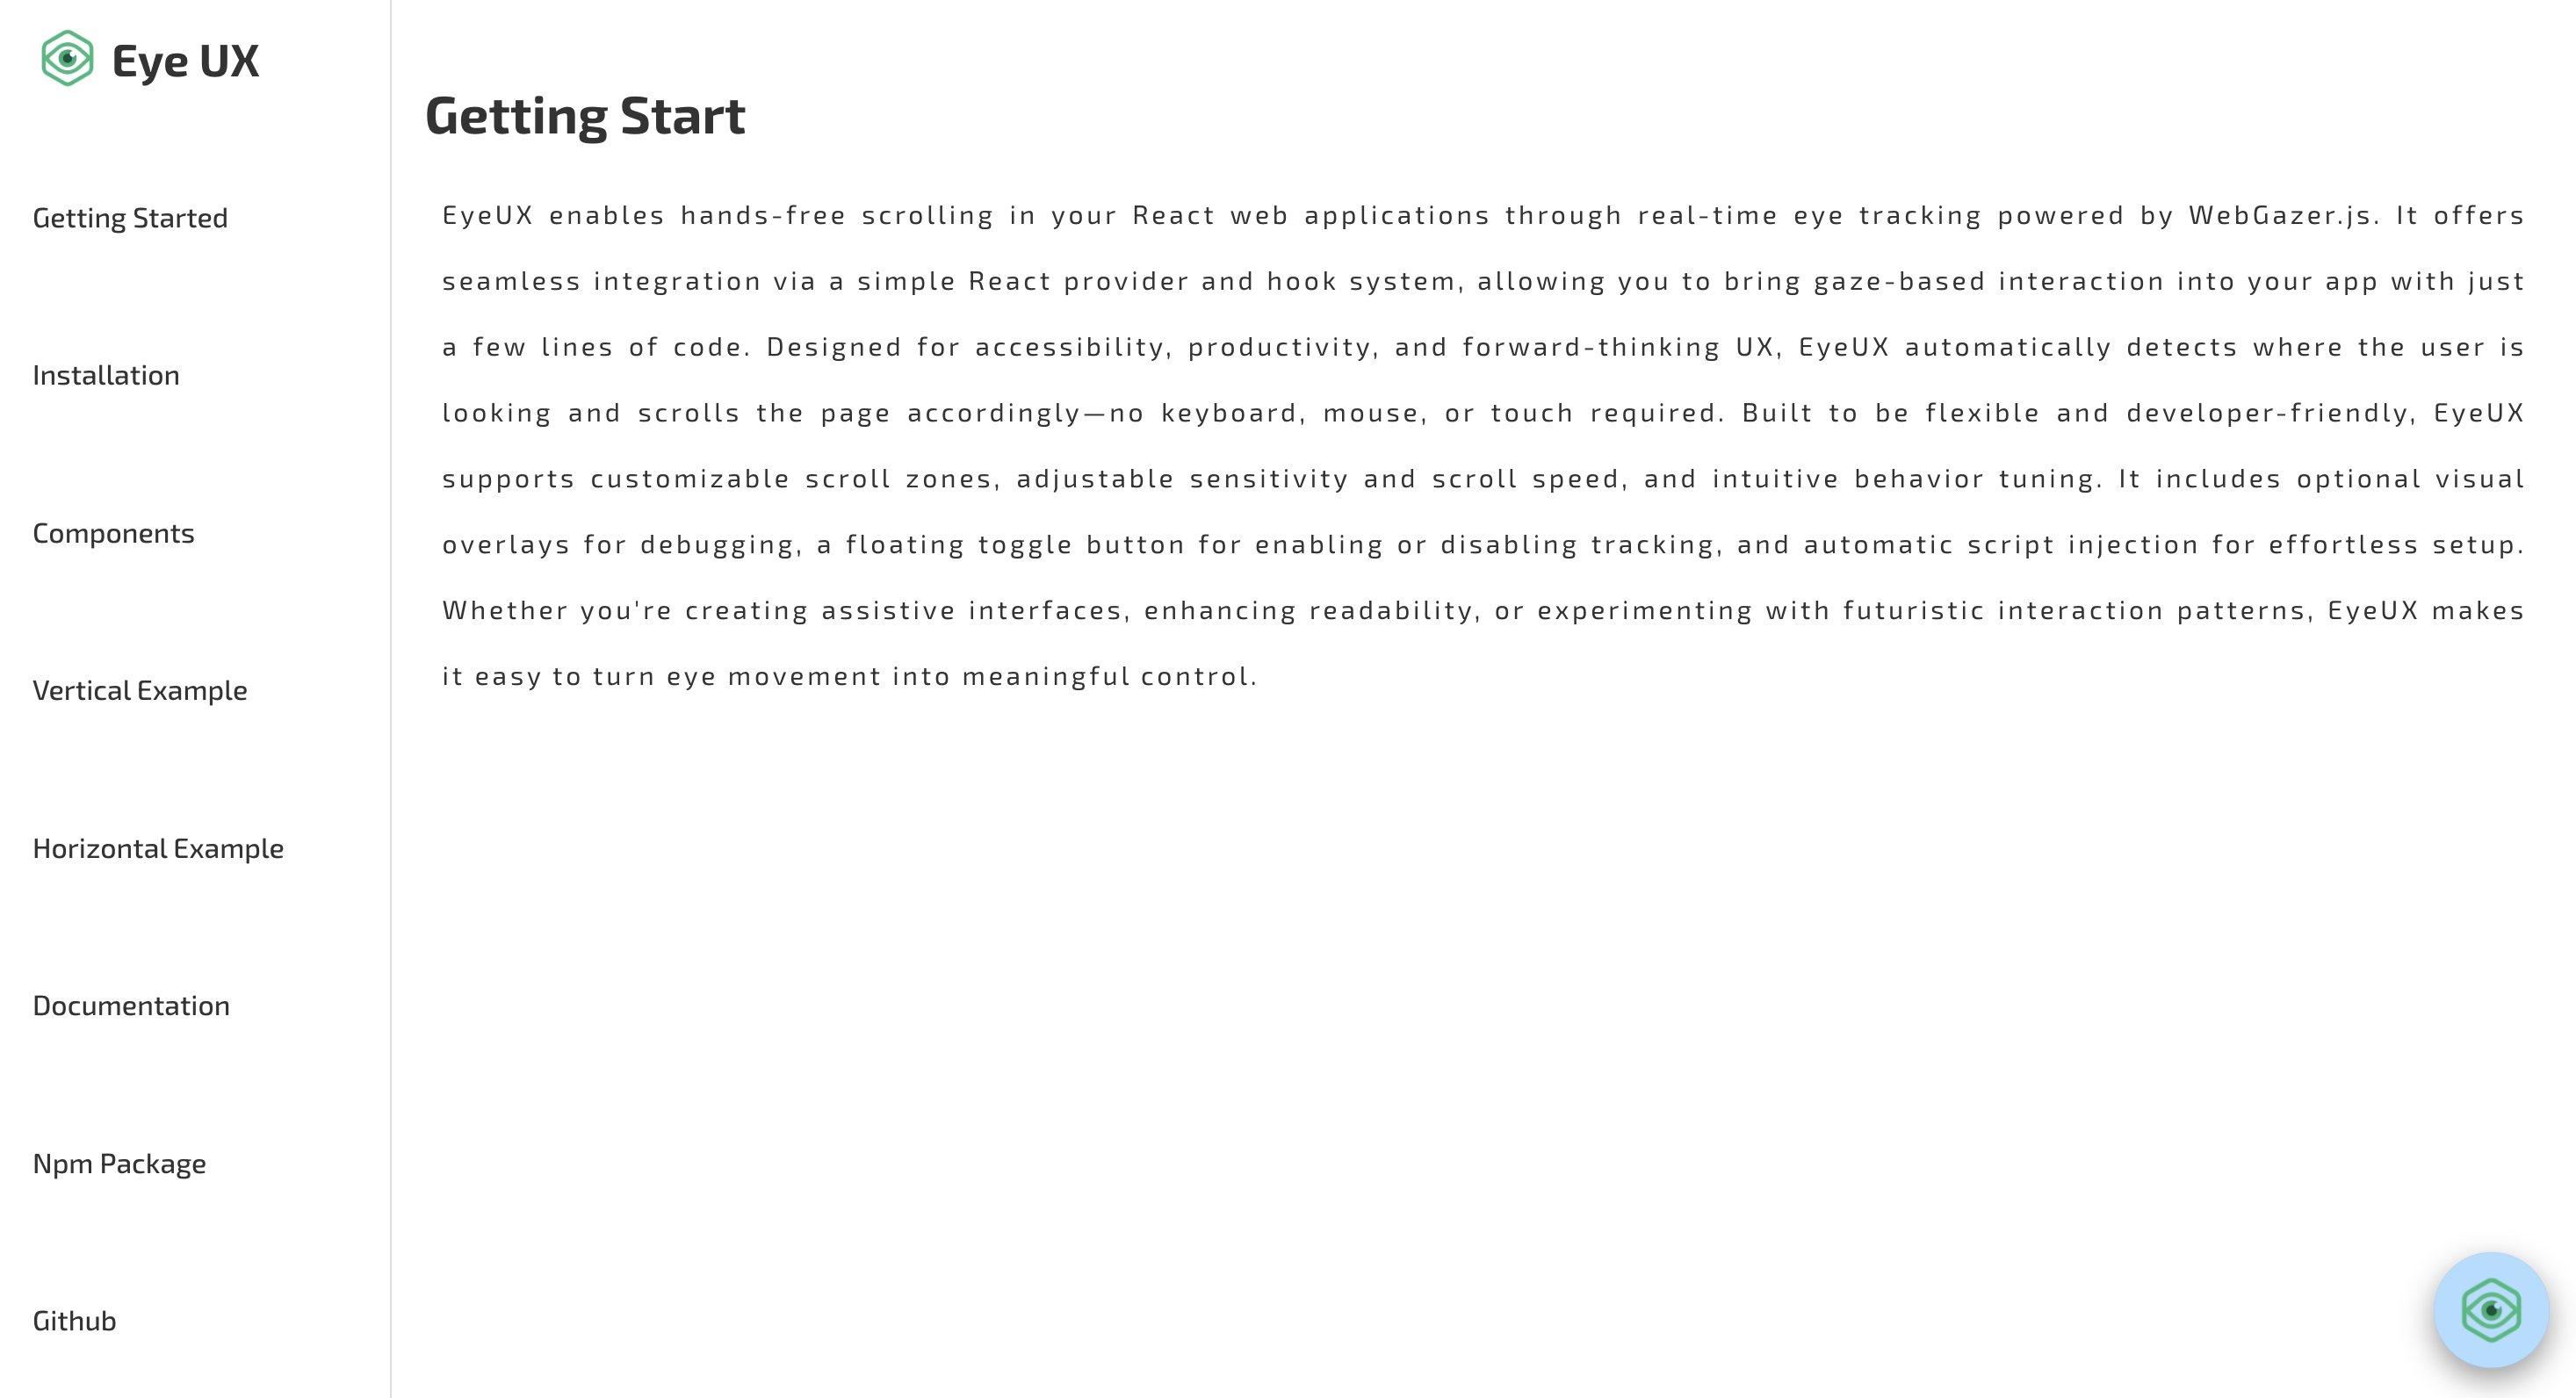 Eye UX
Getting Started
Installation
Components
Vertical Example
Horizontal Example
Documentation
Npm Package
Github
Getting Start
EyeUX enables hands-free scrolling in your React web applications through real-time eye tracking powered by WebGazer.js. It offers
seamless integration via a simple React provider and hook system, allowing you to bring gaze-based interaction into your app with just
a few lines of code. Designed for accessibility, productivity, and forward-thinking UX, EyeUX automatically detects where the user is
looking and scrolls the page accordingly—no keyboard, mouse, or touch required. Built to be flexible and developer-friendly, EyeUX
supports customizable scroll zones, adjustable sensitivity and scroll speed, and intuitive behavior tuning. It includes optional visual
overlays for debugging, a floating toggle button for enabling or disabling tracking, and automatic script injection for effortless setup.
Whether you're creating assistive interfaces, enhancing readability, or experimenting with futuristic interaction patterns, EyeUX makes
it easy to turn eye movement into meaningful control.